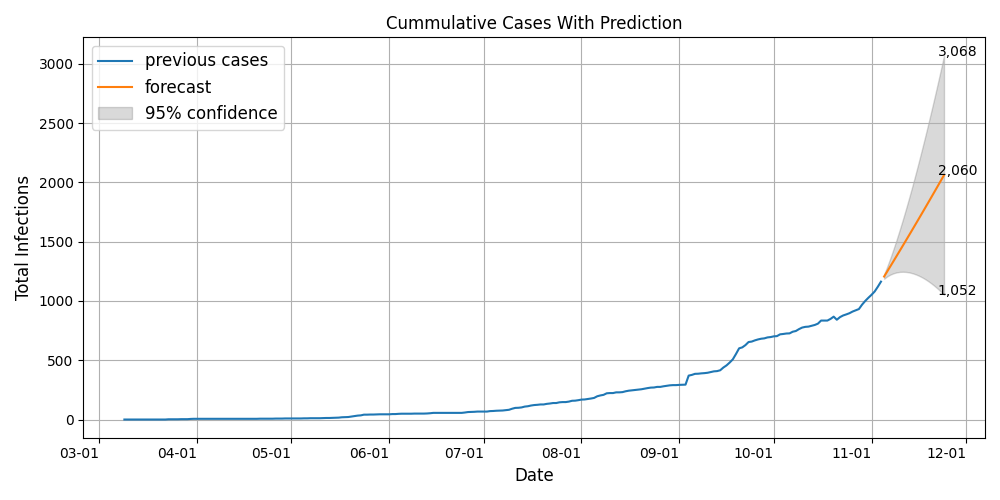 Cummulative Cases With Prediction
previous cases
forecast
95% confidence
3,068
2,060
1,052
3000
2500
2000
1500
1000
500
0
Total Infections
03-01 04-01 05-01 06-01 07-01 08-01 09-01 10-01 11-01 12-01
Date